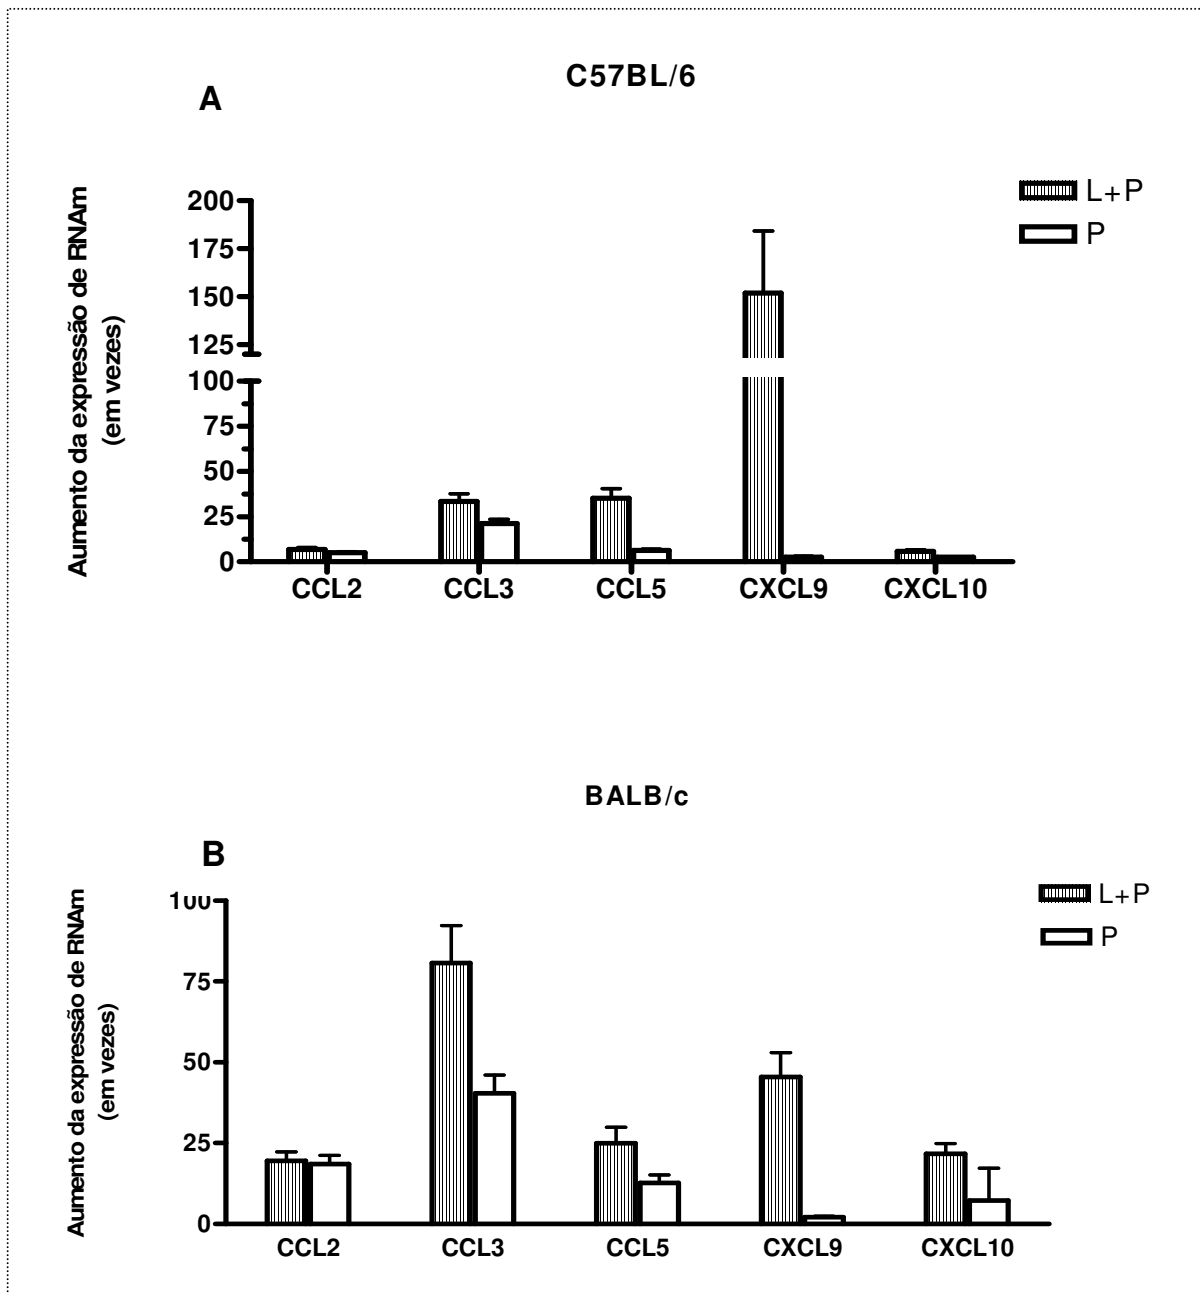 C57BL/6
A
L+P
P
Aumento da expressão de RNAm
(em vezes)
200
175
150
125
100
75
50
25
0
CCL2 CCL3 CCL5 CXCL9 CXCL10
BALB/c
B
L+P
P
Aumento da expressão de RNAm
(em vezes)
100
75
50
25
0
CCL2 CCL3 CCL5 CXCL9 CXCL10